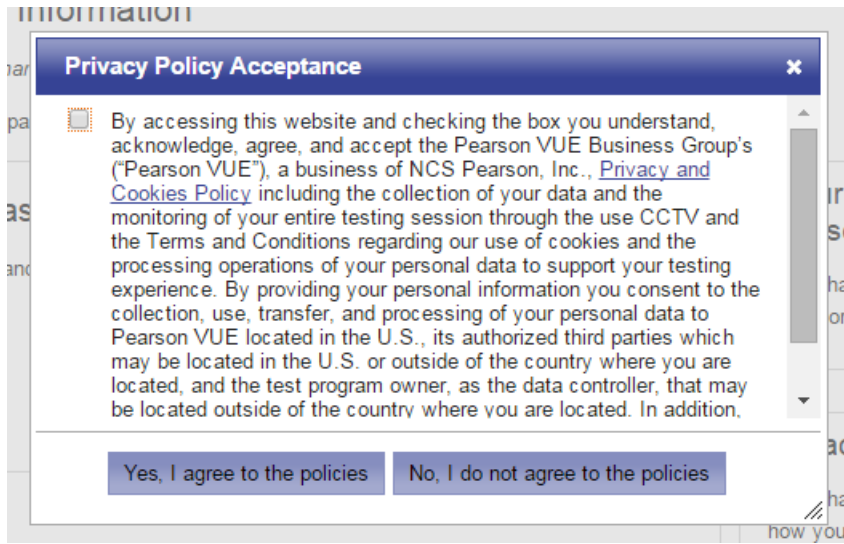 Information
Privacy Policy Acceptance
By accessing this website and checking the box you understand,
acknowledge, agree, and accept the Pearson VUE Business Group's
("Pearson VUE"), a business of NCS Pearson, Inc., Privacy and
Cookies Policy including the collection of your data and the
monitoring of your entire testing session through the use CCTV and
the Terms and Conditions regarding our use of cookies and the
processing operations of your personal data to support your testing
experience. By providing your personal information you consent to the
collection, use, transfer, and processing of your personal data to
Pearson VUE located in the U.S., its authorized third parties which
may be located in the U.S. or outside of the country where you are
located, and the test program owner, as the data controller, that may
be located outside of the country where you are located. In addition,
Yes, I agree to the policies
No, I do not agree to the policies
how you